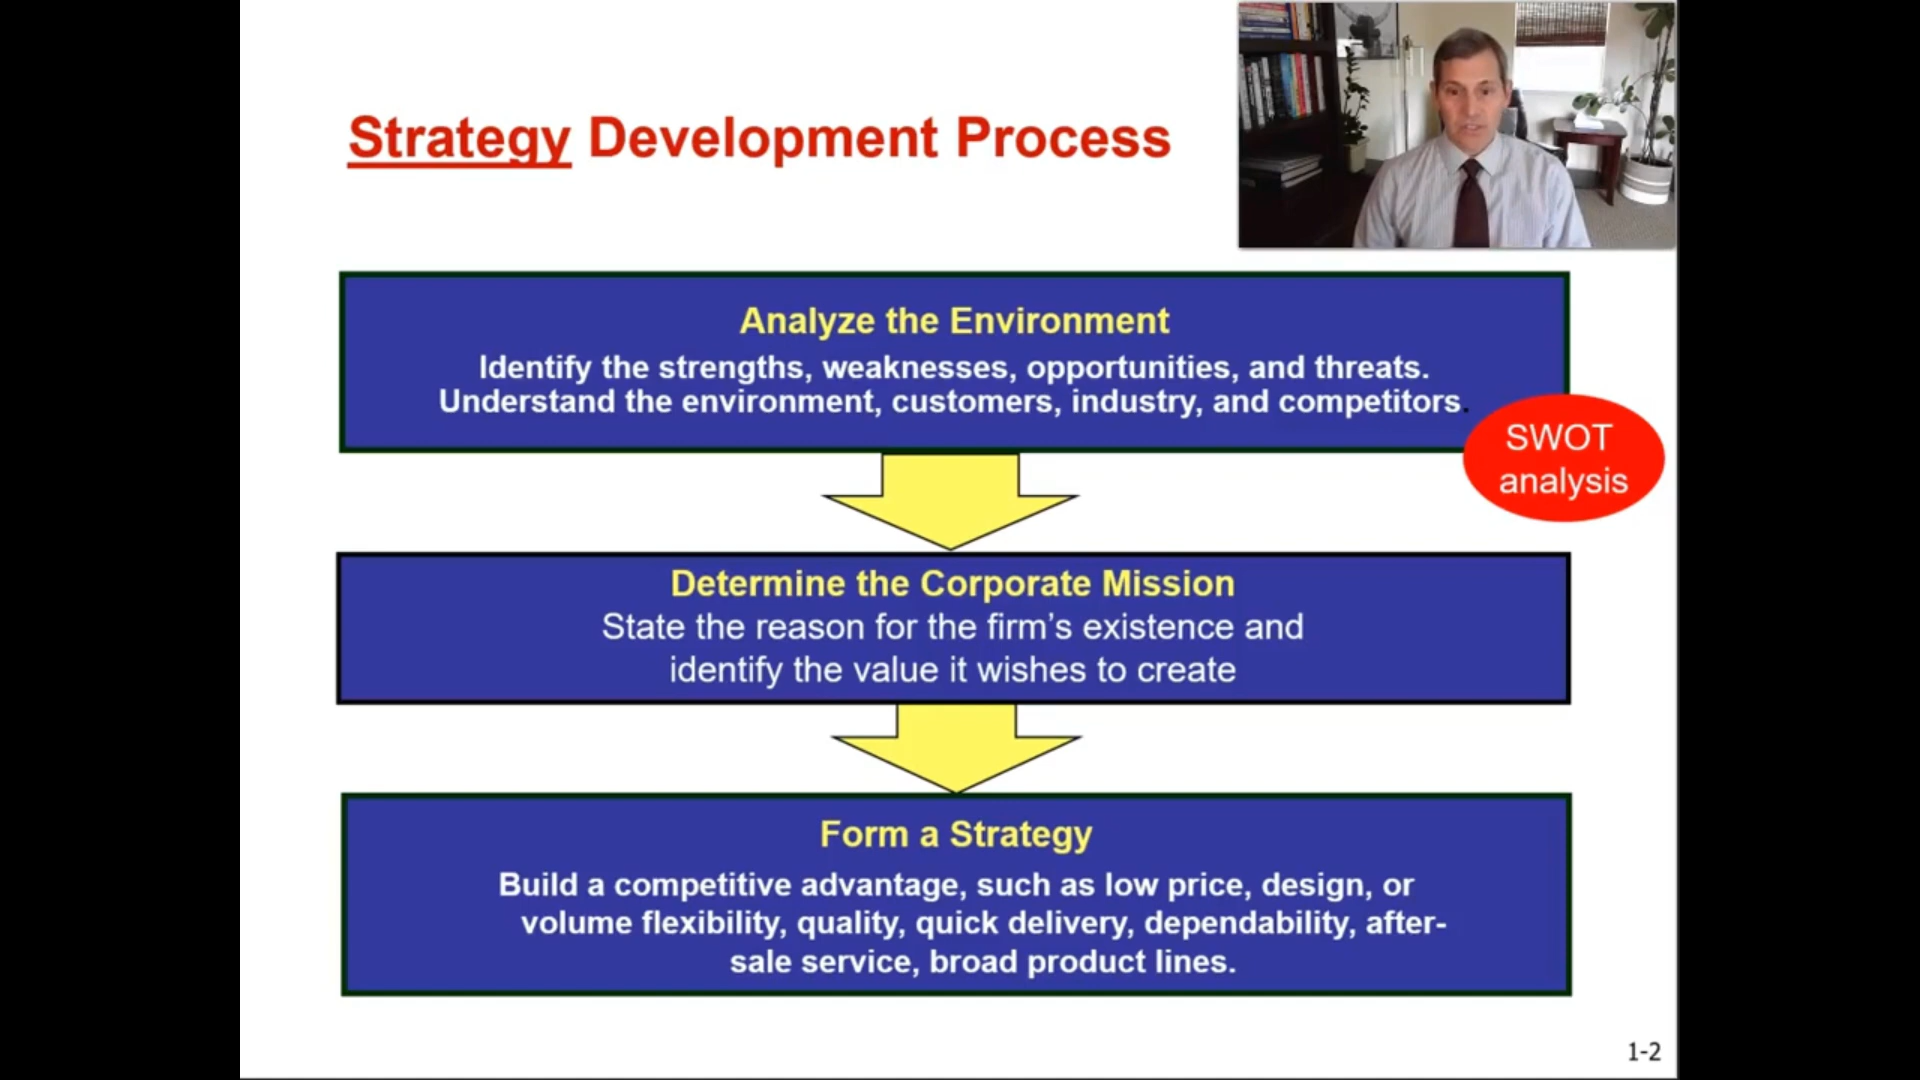 Strategy Development Process
Analyze the Environment
Identify the strengths, weaknesses, opportunities, and threats.
Understand the environment, customers, industry, and competitors.
SWOT
analysis
Determine the Corporate Mission
State the reason for the firm’s existence and
identify the value it wishes to create
Form a Strategy
Build a competitive advantage, such as low price, design, or
volume flexibility, quality, quick delivery, dependability, after-
sale service, broad product lines.
1-2